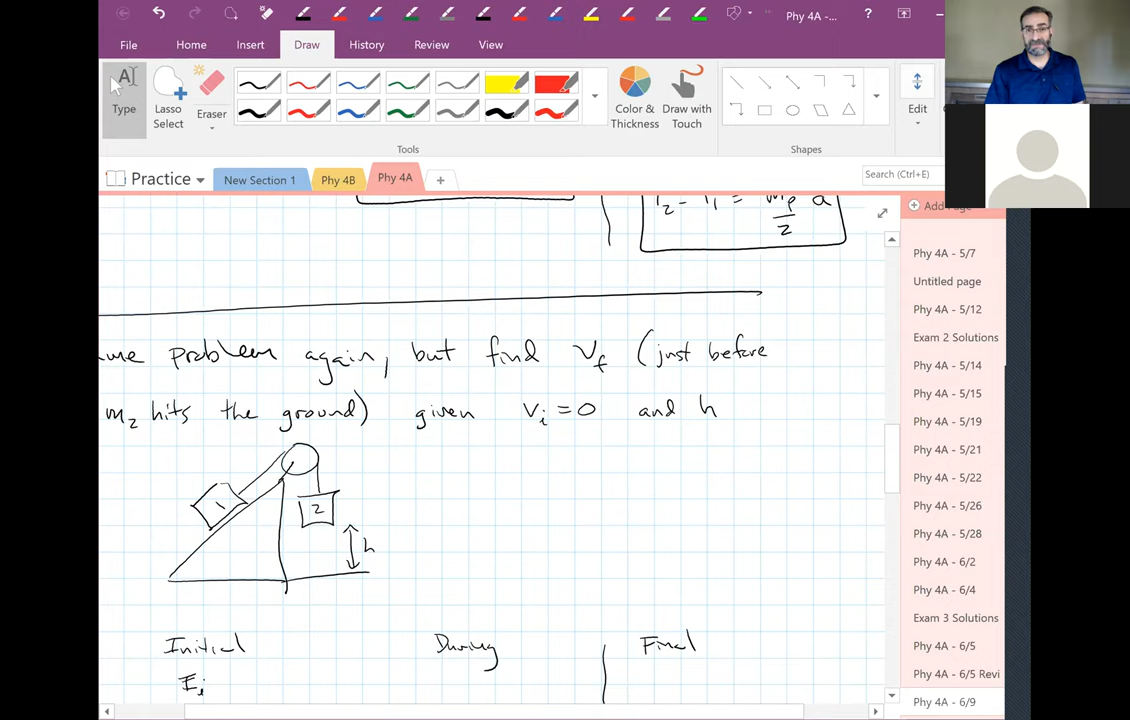 Phy 4A -...
?
File
Home
Insert
Draw
History
Review
View
Type
Lasso Select
Eraser
Color & Thickness
Draw with Touch
Edit
Tools
Shapes
Practice
New Section 1
Phy 4B
Phy 4A
+
Search (Ctrl+E)
Add Page
Phy 4A - 5/7
Untitled page
Phy 4A - 5/12
Exam 2 Solutions
Phy 4A - 5/14
Phy 4A - 5/15
Phy 4A - 5/19
Phy 4A - 5/21
Phy 4A - 5/22
Phy 4A - 5/26
Phy 4A - 5/28
Phy 4A - 6/2
Phy 4A - 6/4
Exam 3 Solutions
Phy 4A - 6/5
Phy 4A - 6/5 Revi
Phy 4A - 6/9
problem again, but find v_f (just before
m_2 hits the ground) given v_i = 0 and h
1
2
h
Initial
During
Final
E_i